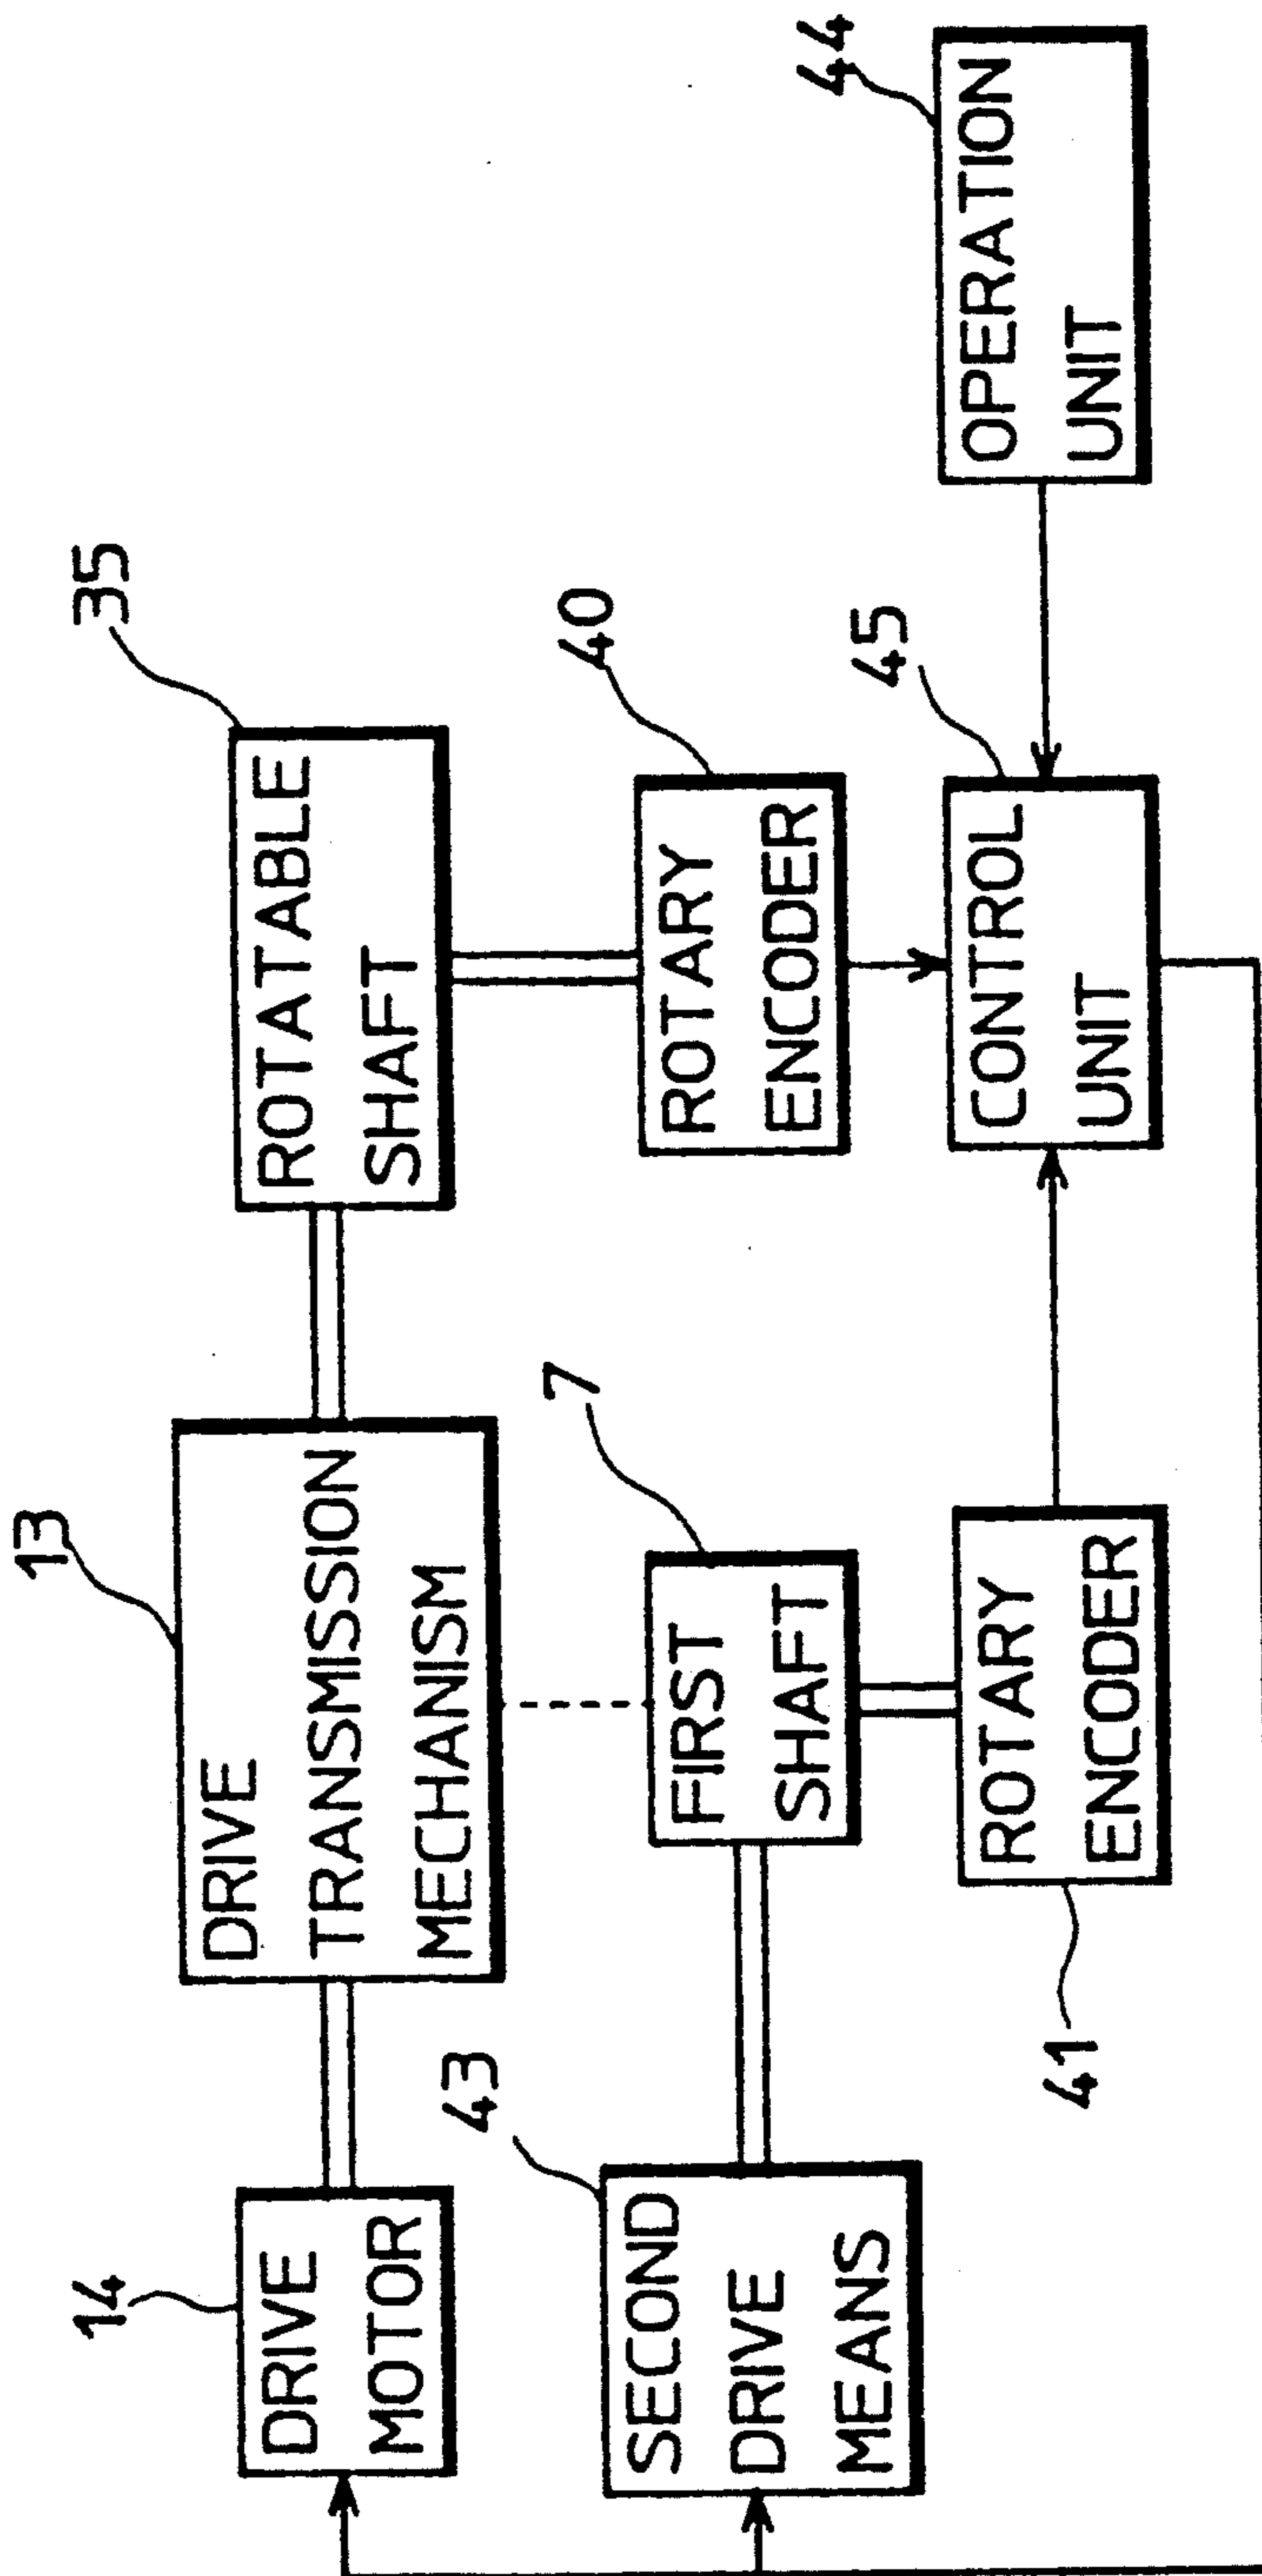 14
DRIVE
MOTOR
13
DRIVE
TRANSMISSION
MECHANISM
35
ROTATABLE
SHAFT
43
SECOND
DRIVE
MEANS
7
FIRST
SHAFT
40
ROTARY
ENCODER
41
ROTARY
ENCODER
45
CONTROL
UNIT
44
OPERATION
UNIT